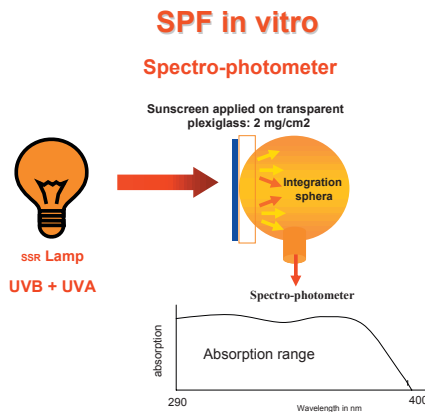 SPF in vitro
Spectro-photometer
Sunscreen applied on transparent
plexiglass: 2 mg/cm2
Integration
sphera
SSR Lamp
UVB + UVA
Spectro-photometer
absorption
Absorption range
290
400
Wavelength in nm